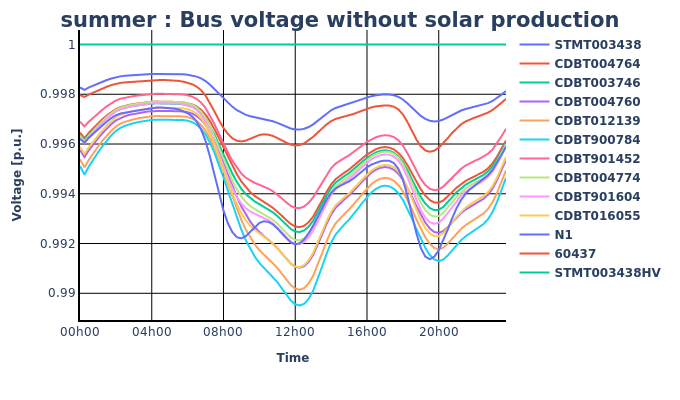 summer : Bus voltage without solar production
Voltage [p.u.]
1
0.998
0.996
0.994
0.992
0.99
00h00 04h00 08h00 12h00 16h00 20h00
Time
STMT003438
CDBT004764
CDBT003746
CDBT004760
CDBT012139
CDBT900784
CDBT901452
CDBT004774
CDBT901604
CDBT016055
N1
60437
STMT003438HV